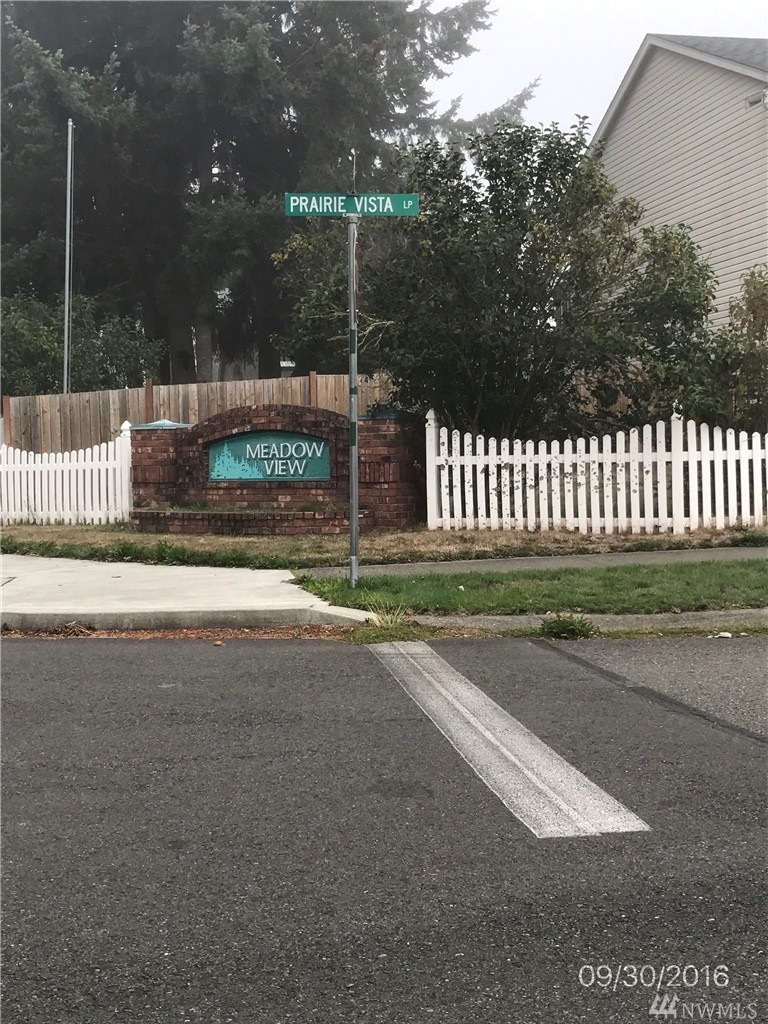 PRAIRIE VISTA LP
MEADOW
VIEW
09/30/2016
NWMLS